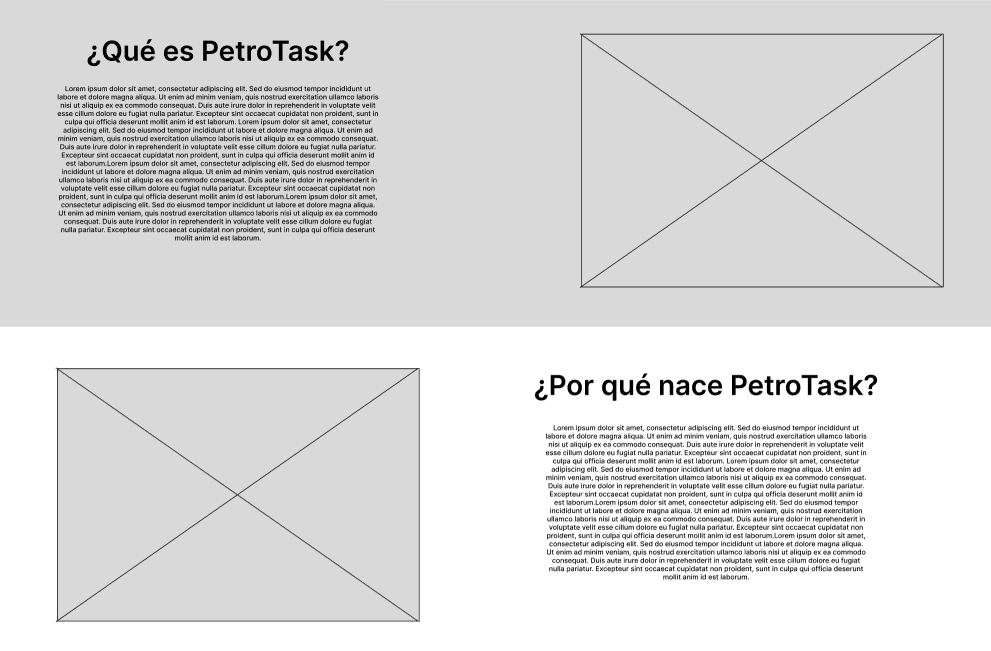 ¿Qué es PetroTask?
Lorem ipsum dolor sit amet, consectetur adipiscing elit. Sed do eiusmod tempor incididunt ut
labore et dolore magna aliqua. Ut enim ad minim veniam, quis nostrud exercitation ullamco laboris
nisi ut aliquip ex ea commodo consequat. Duis aute irure dolor in reprehenderit in voluptate velit
esse cillum dolore eu fugiat nulla pariatur. Excepteur sint occaecat cupidatat non proident, sunt in
culpa qui officia deserunt mollit anim id est laborum. Lorem ipsum dolor sit amet, consectetur
adipiscing elit. Sed do eiusmod tempor incididunt ut labore et dolore magna aliqua. Ut enim ad
minim veniam, quis nostrud exercitation ullamco laboris nisi ut aliquip ex ea commodo consequat.
Duis aute irure dolor in reprehenderit in voluptate velit esse cillum dolore eu fugiat nulla pariatur.
Excepteur sint occaecat cupidatat non proident, sunt in culpa qui officia deserunt mollit anim id
est laborum.Lorem ipsum dolor sit amet, consectetur adipiscing elit. Sed do eiusmod tempor
incididunt ut labore et dolore magna aliqua. Ut enim ad minim veniam, quis nostrud exercitation
ullamco laboris nisi ut aliquip ex ea commodo consequat. Duis aute irure dolor in reprehenderit in
voluptate velit esse cillum dolore eu fugiat nulla pariatur. Excepteur sint occaecat cupidatat non
proident, sunt in culpa qui officia deserunt mollit anim id est laborum.Lorem ipsum dolor sit amet,
consectetur adipiscing elit. Sed do eiusmod tempor incididunt ut labore et dolore magna aliqua.
Ut enim ad minim veniam, quis nostrud exercitation ullamco laboris nisi ut aliquip ex ea commodo
consequat. Duis aute irure dolor in reprehenderit in voluptate velit esse cillum dolore eu fugiat
nulla pariatur. Excepteur sint occaecat cupidatat non proident, sunt in culpa qui officia deserunt
mollit anim id est laborum.
¿Por qué nace PetroTask?
Lorem ipsum dolor sit amet, consectetur adipiscing elit. Sed do eiusmod tempor incididunt ut
labore et dolore magna aliqua. Ut enim ad minim veniam, quis nostrud exercitation ullamco laboris
nisi ut aliquip ex ea commodo consequat. Duis aute irure dolor in reprehenderit in voluptate velit
esse cillum dolore eu fugiat nulla pariatur. Excepteur sint occaecat cupidatat non proident, sunt in
culpa qui officia deserunt mollit anim id est laborum. Lorem ipsum dolor sit amet, consectetur
adipiscing elit. Sed do eiusmod tempor incididunt ut labore et dolore magna aliqua. Ut enim ad
minim veniam, quis nostrud exercitation ullamco laboris nisi ut aliquip ex ea commodo consequat.
Duis aute irure dolor in reprehenderit in voluptate velit esse cillum dolore eu fugiat nulla pariatur.
Excepteur sint occaecat cupidatat non proident, sunt in culpa qui officia deserunt mollit anim id
est laborum.Lorem ipsum dolor sit amet, consectetur adipiscing elit. Sed do eiusmod tempor
incididunt ut labore et dolore magna aliqua. Ut enim ad minim veniam, quis nostrud exercitation
ullamco laboris nisi ut aliquip ex ea commodo consequat. Duis aute irure dolor in reprehenderit in
voluptate velit esse cillum dolore eu fugiat nulla pariatur. Excepteur sint occaecat cupidatat non
proident, sunt in culpa qui officia deserunt mollit anim id est laborum.Lorem ipsum dolor sit amet,
consectetur adipiscing elit. Sed do eiusmod tempor incididunt ut labore et dolore magna aliqua.
Ut enim ad minim veniam, quis nostrud exercitation ullamco laboris nisi ut aliquip ex ea commodo
consequat. Duis aute irure dolor in reprehenderit in voluptate velit esse cillum dolore eu fugiat
nulla pariatur. Excepteur sint occaecat cupidatat non proident, sunt in culpa qui officia deserunt
mollit anim id est laborum.